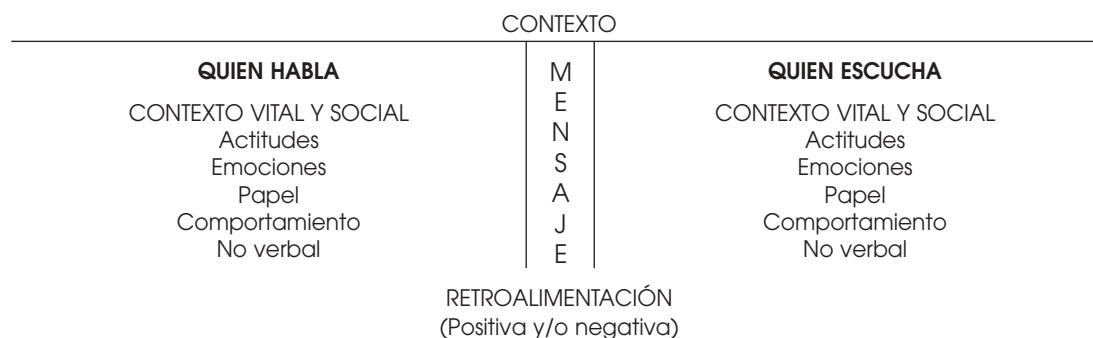 CONTEXTO
QUIEN HABLA
CONTEXTO VITAL Y SOCIAL
Actitudes
Emociones
Papel
Comportamiento
No verbal
M
E
N
S
A
J
E
QUIEN ESCUCHA
CONTEXTO VITAL Y SOCIAL
Actitudes
Emociones
Papel
Comportamiento
No verbal
RETROALIMENTACIÓN
(Positiva y/o negativa)